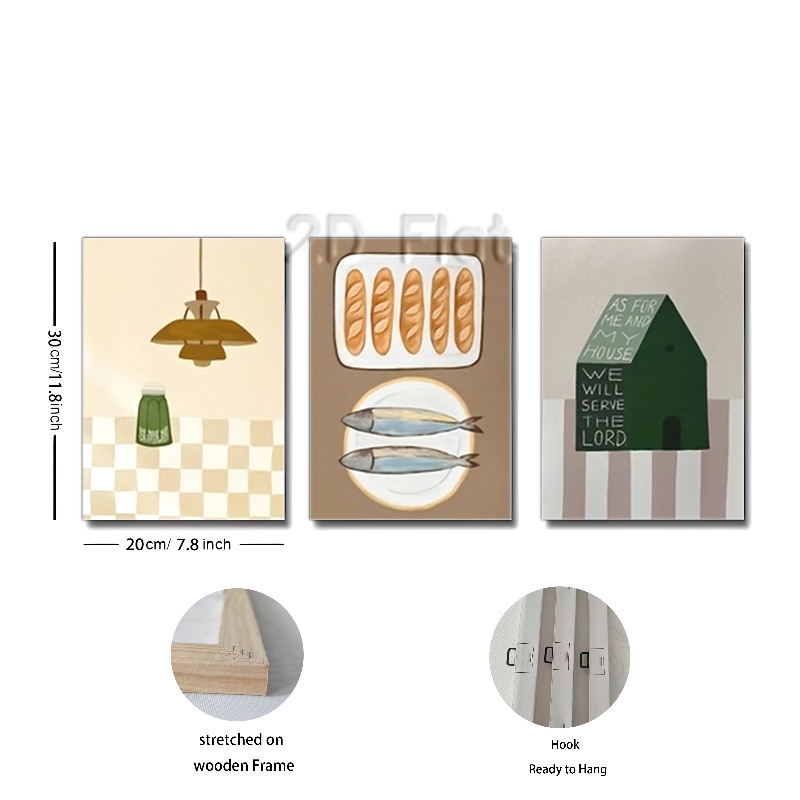 2D Flat
AS FOR
ME AND
MY
HOUSE
WE
WILL
SERVE
THE
LORD.
30cm/11.8inch
20cm/ 7.8 inch
stretched on
wooden Frame
Hook
Ready to Hang